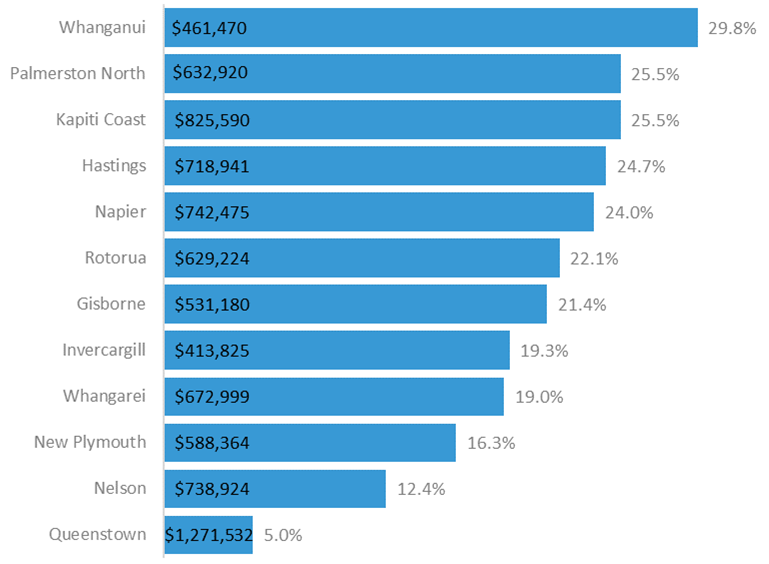 Whanganui $461,470 29.8%
Palmerston North $632,920 25.5%
Kapiti Coast $825,590 25.5%
Hastings $718,941 24.7%
Napier $742,475 24.0%
Rotorua $629,224 22.1%
Gisborne $531,180 21.4%
Invercargill $413,825 19.3%
Whangarei $672,999 19.0%
New Plymouth $588,364 16.3%
Nelson $738,924 12.4%
Queenstown $1,271,532 5.0%